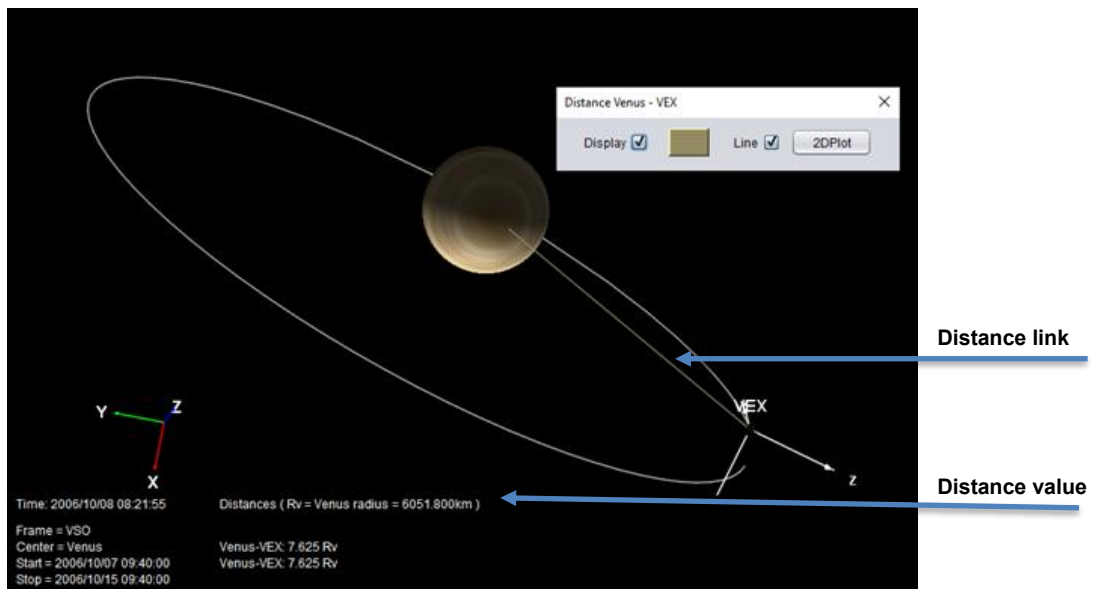 Distance Venus - VEX
Display
Line
2DPlot
Distance link
VEX
Y
Z
X
z
Distance value
Time: 2006/10/08 08:21:55
Distances ( Rv = Venus radius = 6051.800km )
Frame = VSO
Center = Venus
Venus-VEX: 7.625 Rv
Start = 2006/10/07 09:40:00
Venus-VEX: 7.625 Rv
Stop = 2006/10/15 09:40:00